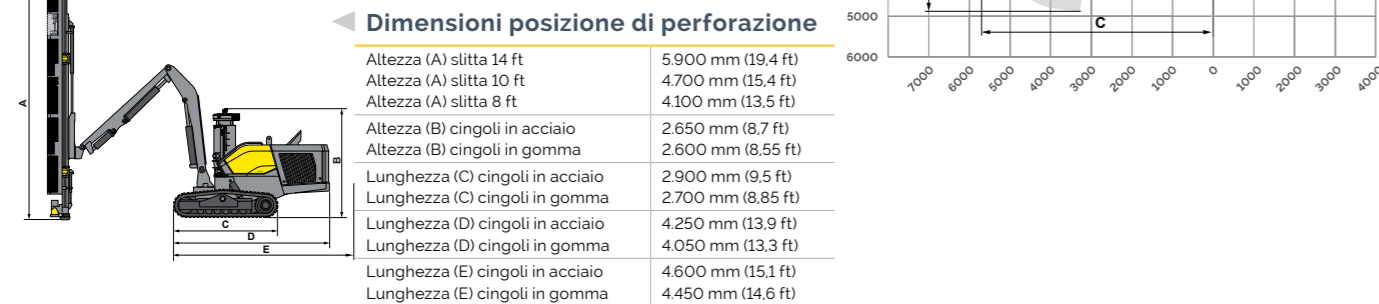 Dimensioni posizione di perforazione
Altezza (A) slitta 14 ft 5.900 mm (19,4 ft)
Altezza (A) slitta 10 ft 4.700 mm (15,4 ft)
Altezza (A) slitta 8 ft 4.100 mm (13,5 ft)
Altezza (B) cingoli in acciaio 2.650 mm (8,7 ft)
Altezza (B) cingoli in gomma 2.600 mm (8,55 ft)
Lunghezza (C) cingoli in acciaio 2.900 mm (9,5 ft)
Lunghezza (C) cingoli in gomma 2.700 mm (8,85 ft)
Lunghezza (D) cingoli in acciaio 4.250 mm (13,9 ft)
Lunghezza (D) cingoli in gomma 4.050 mm (13,3 ft)
Lunghezza (E) cingoli in acciaio 4.600 mm (15,1 ft)
Lunghezza (E) cingoli in gomma 4.450 mm (14,6 ft)
A
B
C
D
E
5000
C
6000
7000 6000 5000 4000 3000 2000 1000 0 1000 2000 3000